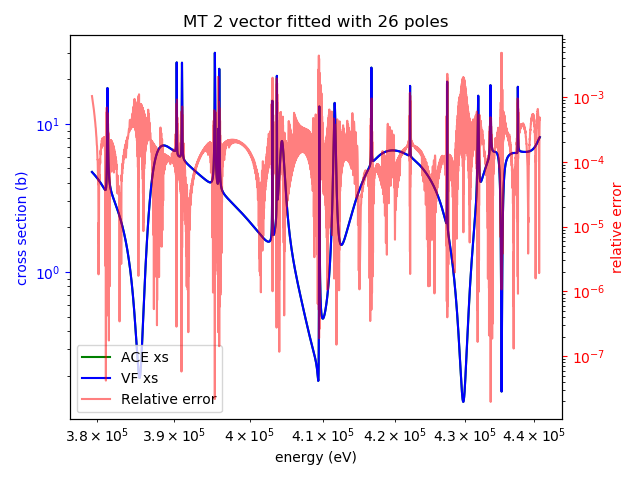 MT 2 vector fitted with 26 poles
cross section (b)
10¹
10⁰
10⁻³
10⁻⁴
10⁻⁵
10⁻⁶
10⁻⁷
relative error
ACE xs
VF xs
Relative error
3.8 × 10⁵ 3.9 × 10⁵ 4 × 10⁵ 4.1 × 10⁵ 4.2 × 10⁵ 4.3 × 10⁵ 4.4 × 10⁵
energy (eV)